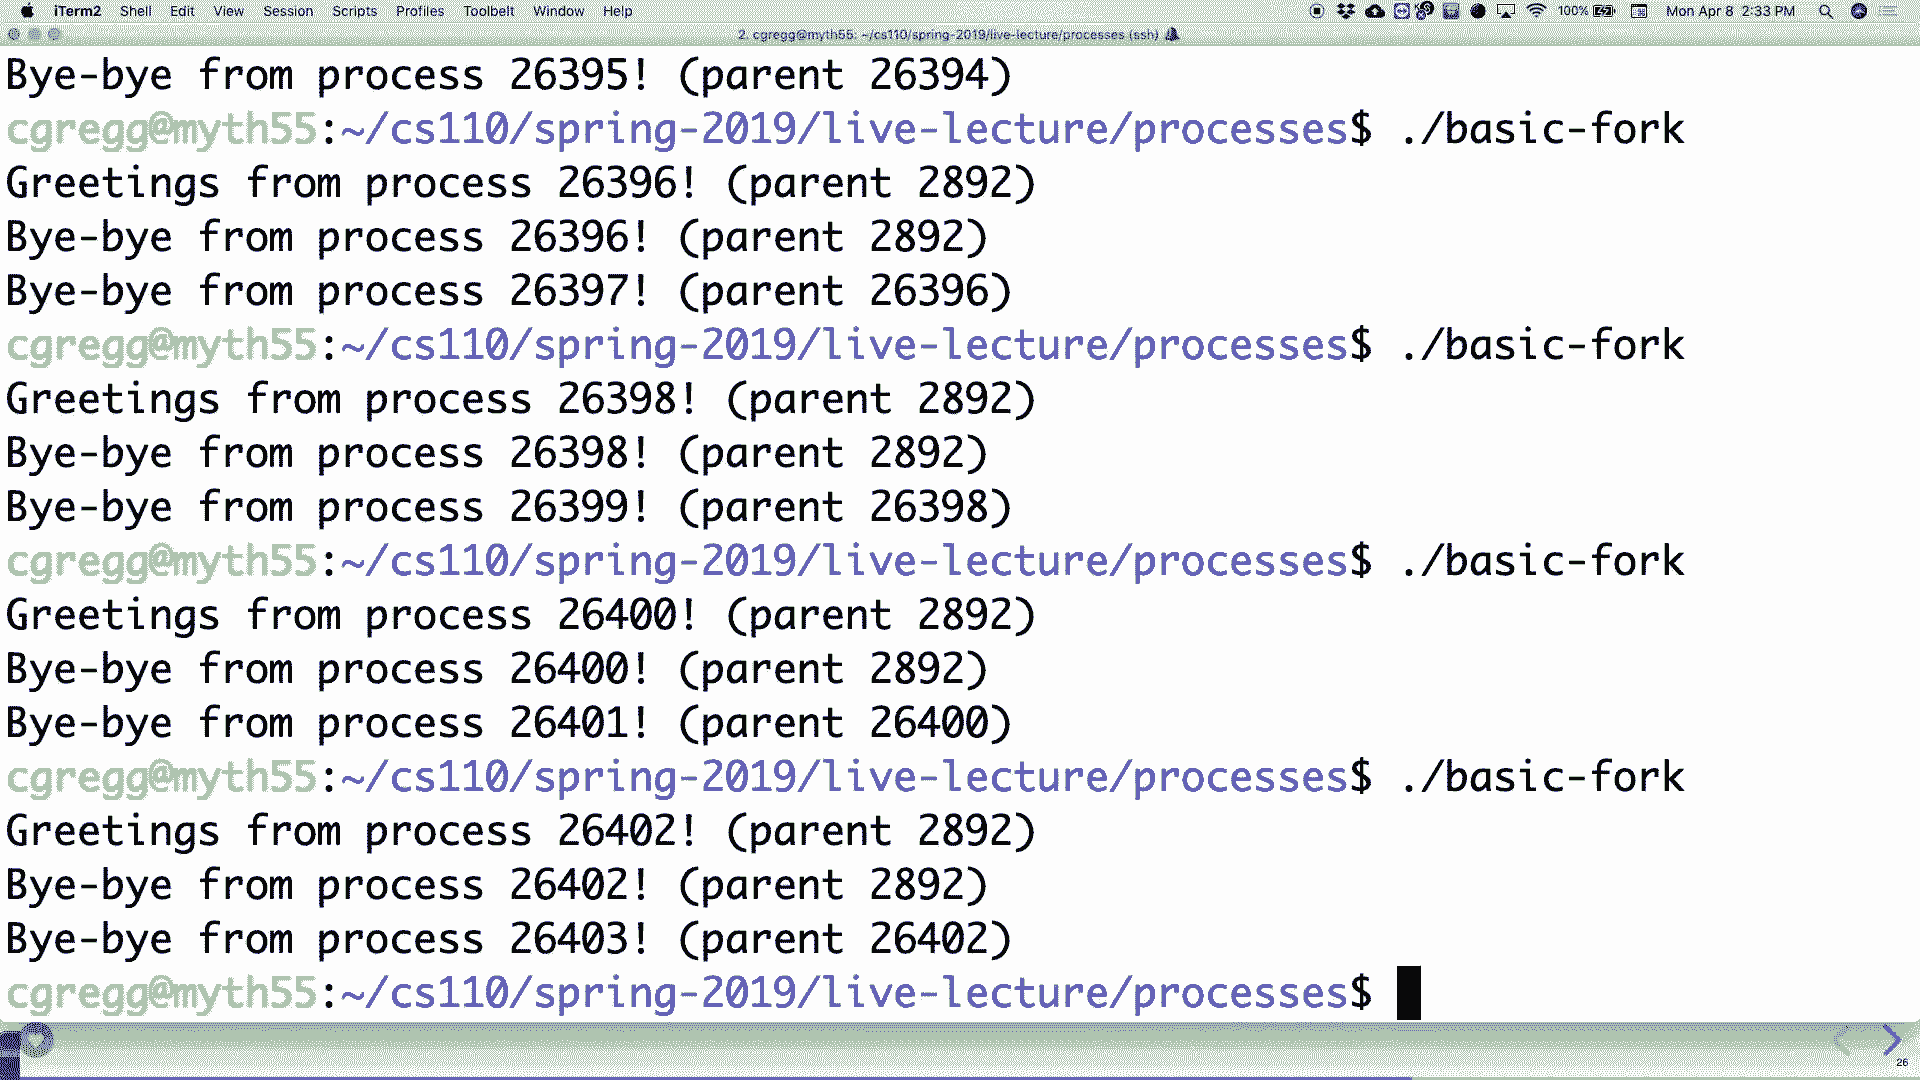 iTerm2 Shell Edit View Session Scripts Profiles Toolbelt Window Help 100% Mon Apr 8 2:33 PM
2. cgregg@myth55: ~/cs110/spring-2019/live-lecture/processes (ssh)
Bye-bye from process 26395! (parent 26394)
cgregg@myth55:~/cs110/spring-2019/live-lecture/processes$ ./basic-fork
Greetings from process 26396! (parent 2892)
Bye-bye from process 26396! (parent 2892)
Bye-bye from process 26397! (parent 26396)
cgregg@myth55:~/cs110/spring-2019/live-lecture/processes$ ./basic-fork
Greetings from process 26398! (parent 2892)
Bye-bye from process 26398! (parent 2892)
Bye-bye from process 26399! (parent 26398)
cgregg@myth55:~/cs110/spring-2019/live-lecture/processes$ ./basic-fork
Greetings from process 26400! (parent 2892)
Bye-bye from process 26400! (parent 2892)
Bye-bye from process 26401! (parent 26400)
cgregg@myth55:~/cs110/spring-2019/live-lecture/processes$ ./basic-fork
Greetings from process 26402! (parent 2892)
Bye-bye from process 26402! (parent 2892)
Bye-bye from process 26403! (parent 26402)
cgregg@myth55:~/cs110/spring-2019/live-lecture/processes$
26